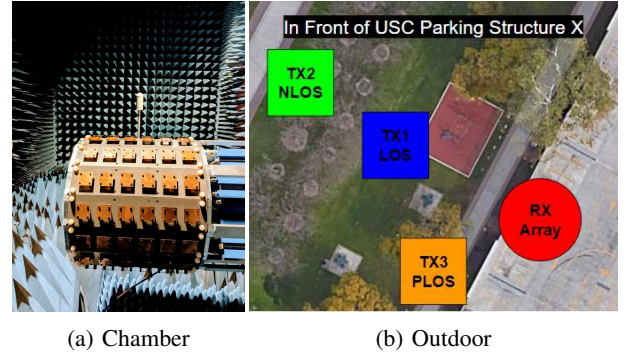 In Front of USC Parking Structure X
TX2
NLOS
TX1
LOS
RX
Array
TX3
PLOS
(a) Chamber
(b) Outdoor